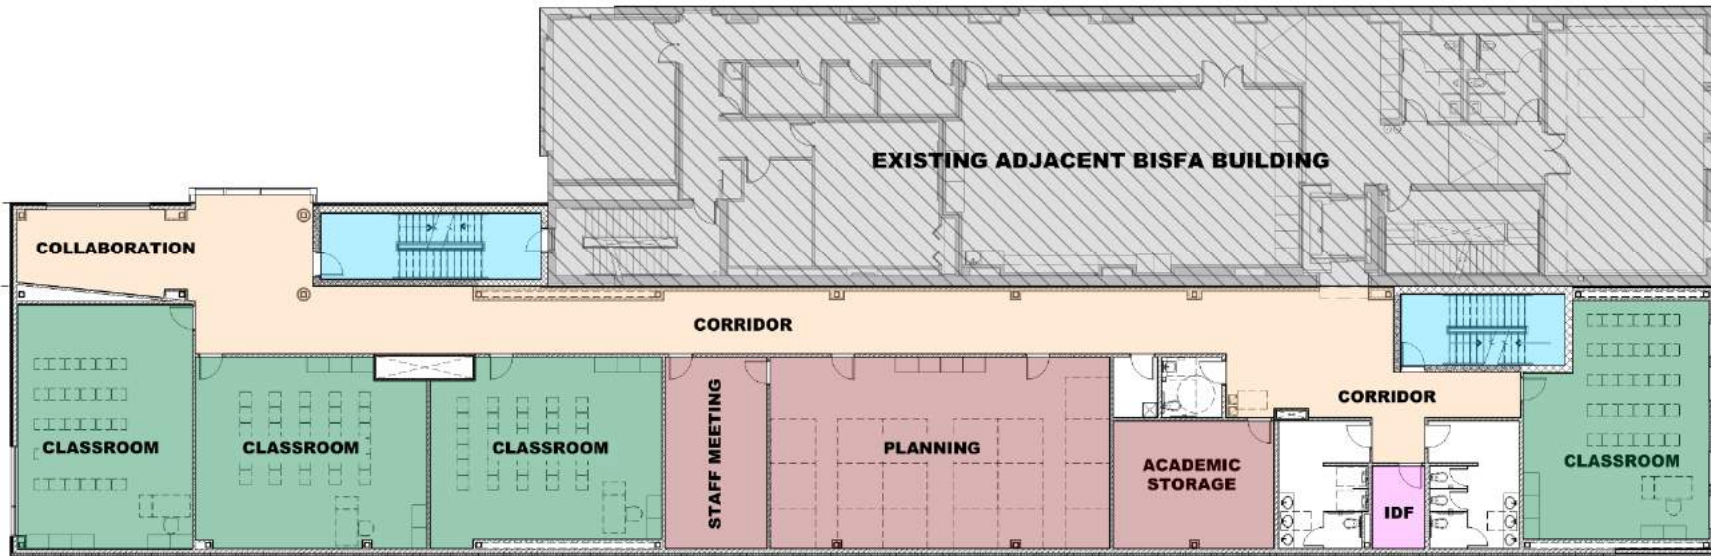 EXISTING ADJACENT BISFA BUILDING
COLLABORATION
CORRIDOR
CORRIDOR
CLASSROOM
CLASSROOM
CLASSROOM
STAFF MEETING
PLANNING
ACADEMIC
STORAGE
IDF
CLASSROOM